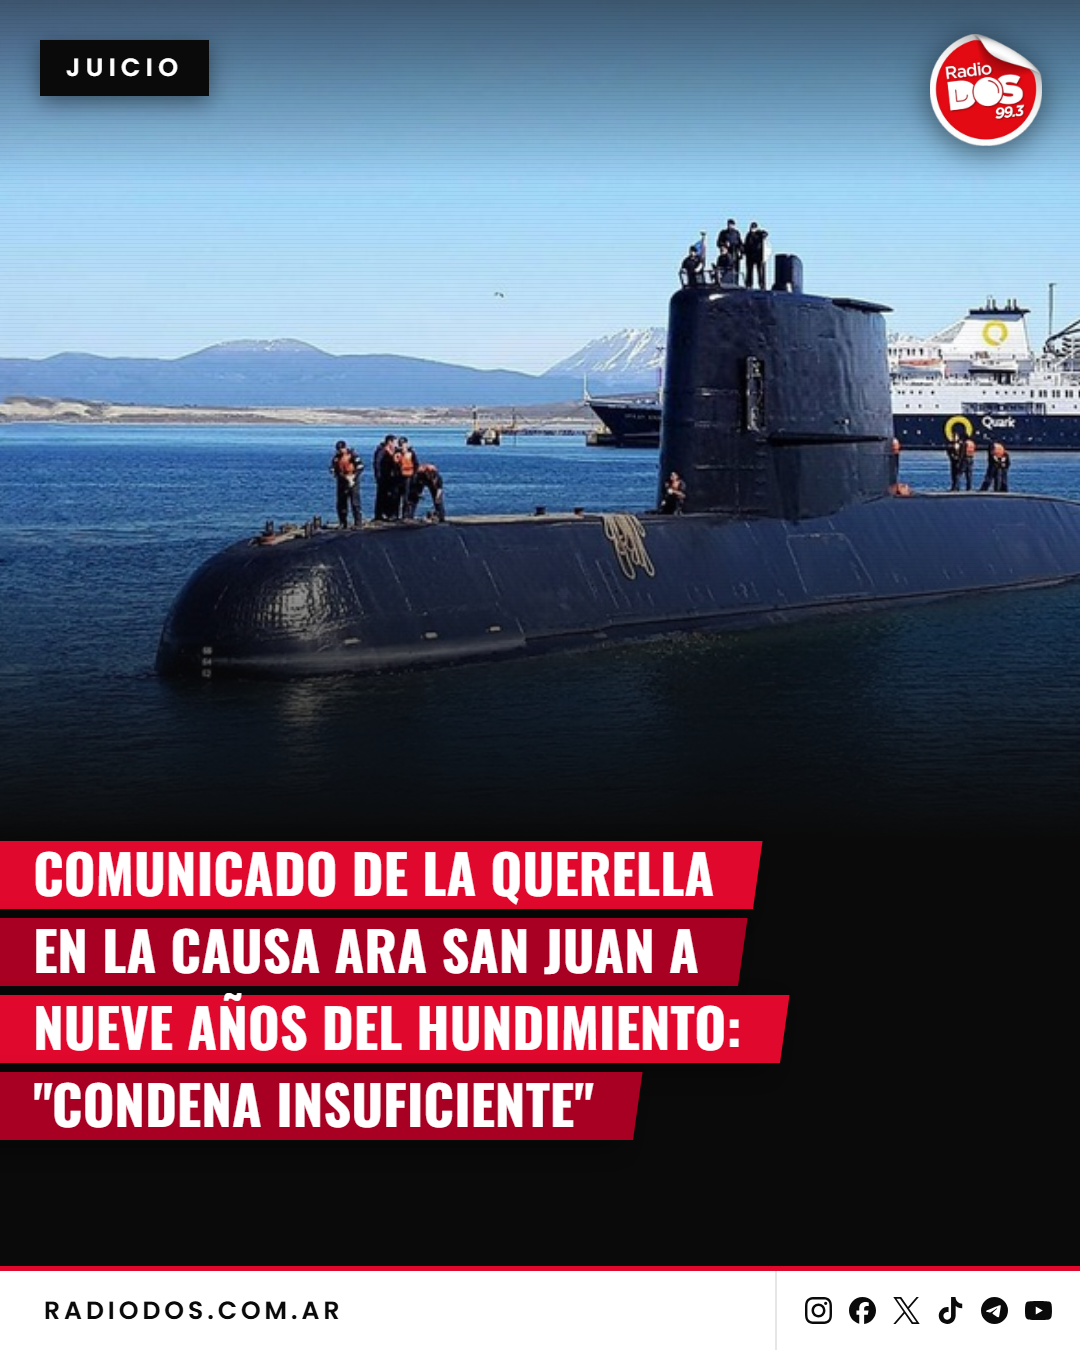 JUICIO
Radio
DOS
99.3
Quark
COMUNICADO DE LA QUERELLA
EN LA CAUSA ARA SAN JUAN A
NUEVE AÑOS DEL HUNDIMIENTO:
"CONDENA INSUFICIENTE"
RADIODOS.COM.AR